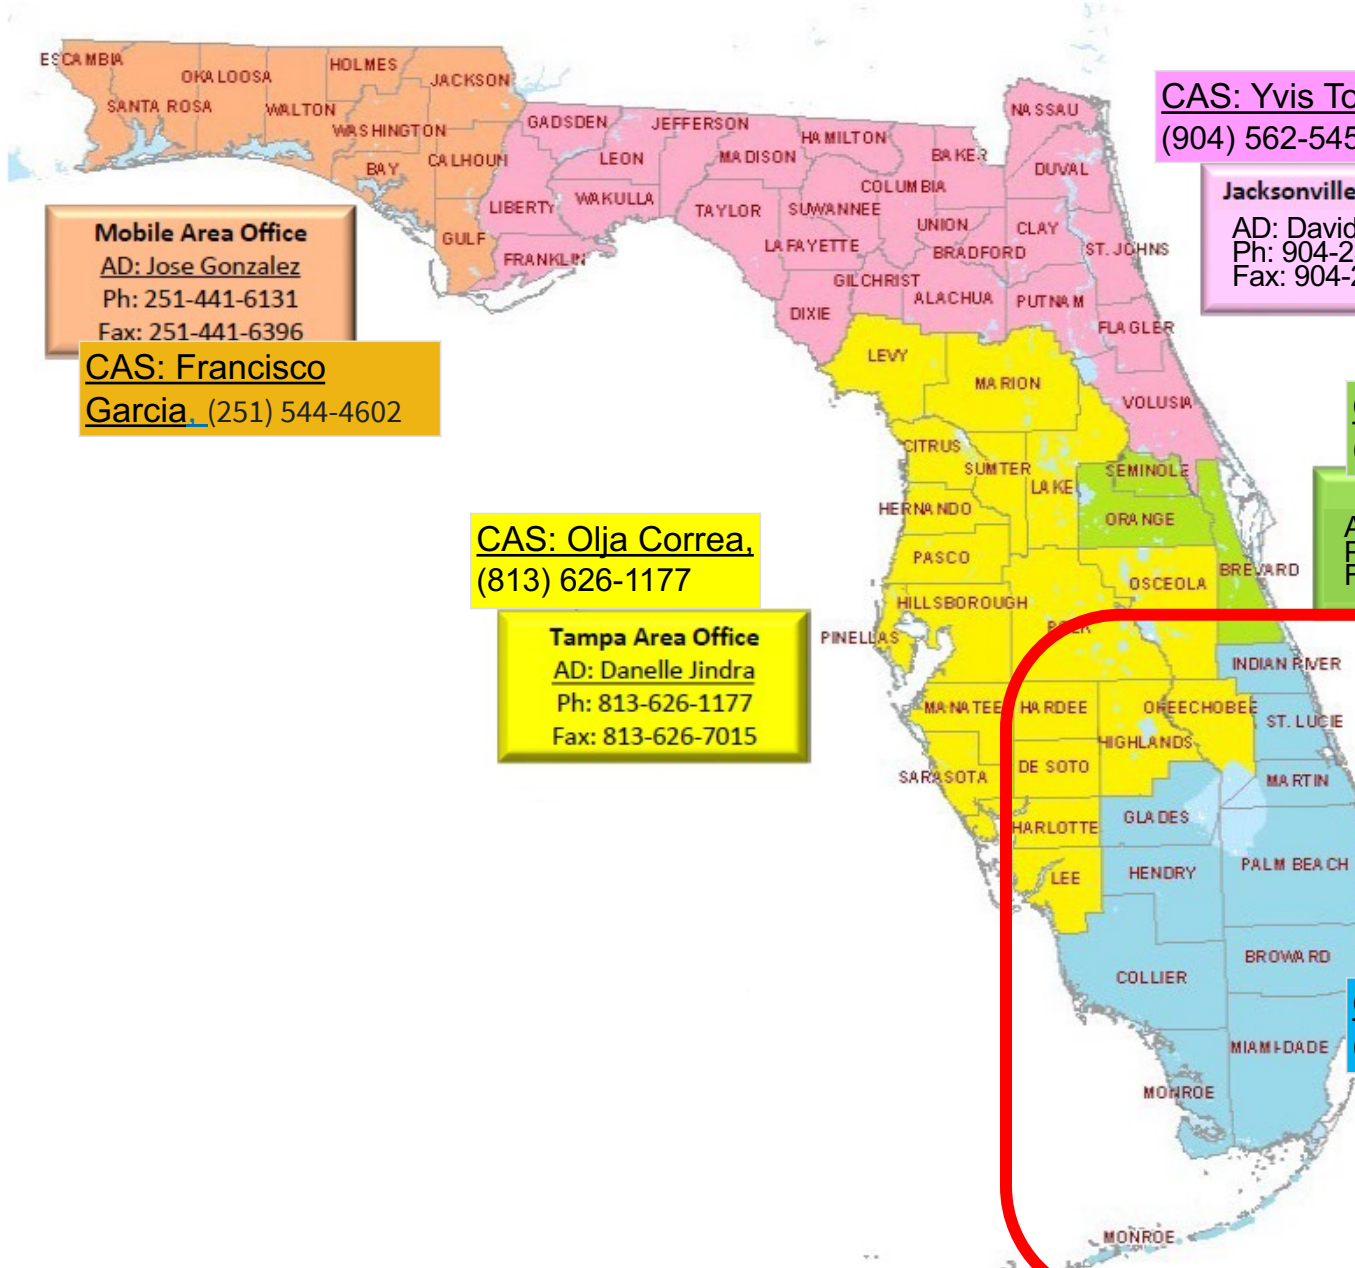 ESCAMBIA
OKALOOSA
HOLMES
JACKSON
SANTA ROSA
WALTON
WASHINGTON
BAY
CALHOUN
GULF
GADSDEN
JEFFERSON
HAMILTON
NASSAU
LEON
MADISON
BAKER
DUVAL
LIBERTY
WAKULLA
TAYLOR
SUWANNEE
COLUMBIA
UNION
CLAY
FRANKLIN
LAFAYETTE
BRADFORD
ST. JOHNS
GILCHRIST
ALACHUA
PUTNAM
DIXIE
FLAGLER
LEVY
MARION
VOLUSIA
CAS: Yvis To
(904) 562-545
Jacksonville
AD: David
Ph: 904-2
Fax: 904-2
Mobile Area Office
AD: Jose Gonzalez
Ph: 251-441-6131
Fax: 251-441-6396
CAS: Francisco
Garcia, (251) 544-4602
CITRUS
SUMTER
LAKE
SEMINOLE
HERNANDO
ORANGE
PASCO
OSCEOLA
BREVARD
HILLSBOROUGH
PINELLAS
POLK
CAS: Olja Correa,
(813) 626-1177
Tampa Area Office
AD: Danelle Jindra
Ph: 813-626-1177
Fax: 813-626-7015
INDIAN RIVER
MANATEE
HARDEE
OKEECHOBEE
ST. LUCIE
HIGHLANDS
SARASOTA
DE SOTO
MARTIN
HARLOTTE
GLADES
LEE
HENDRY
PALM BEACH
COLLIER
BROWARD
MIAMI-DADE
MONROE
MONROE